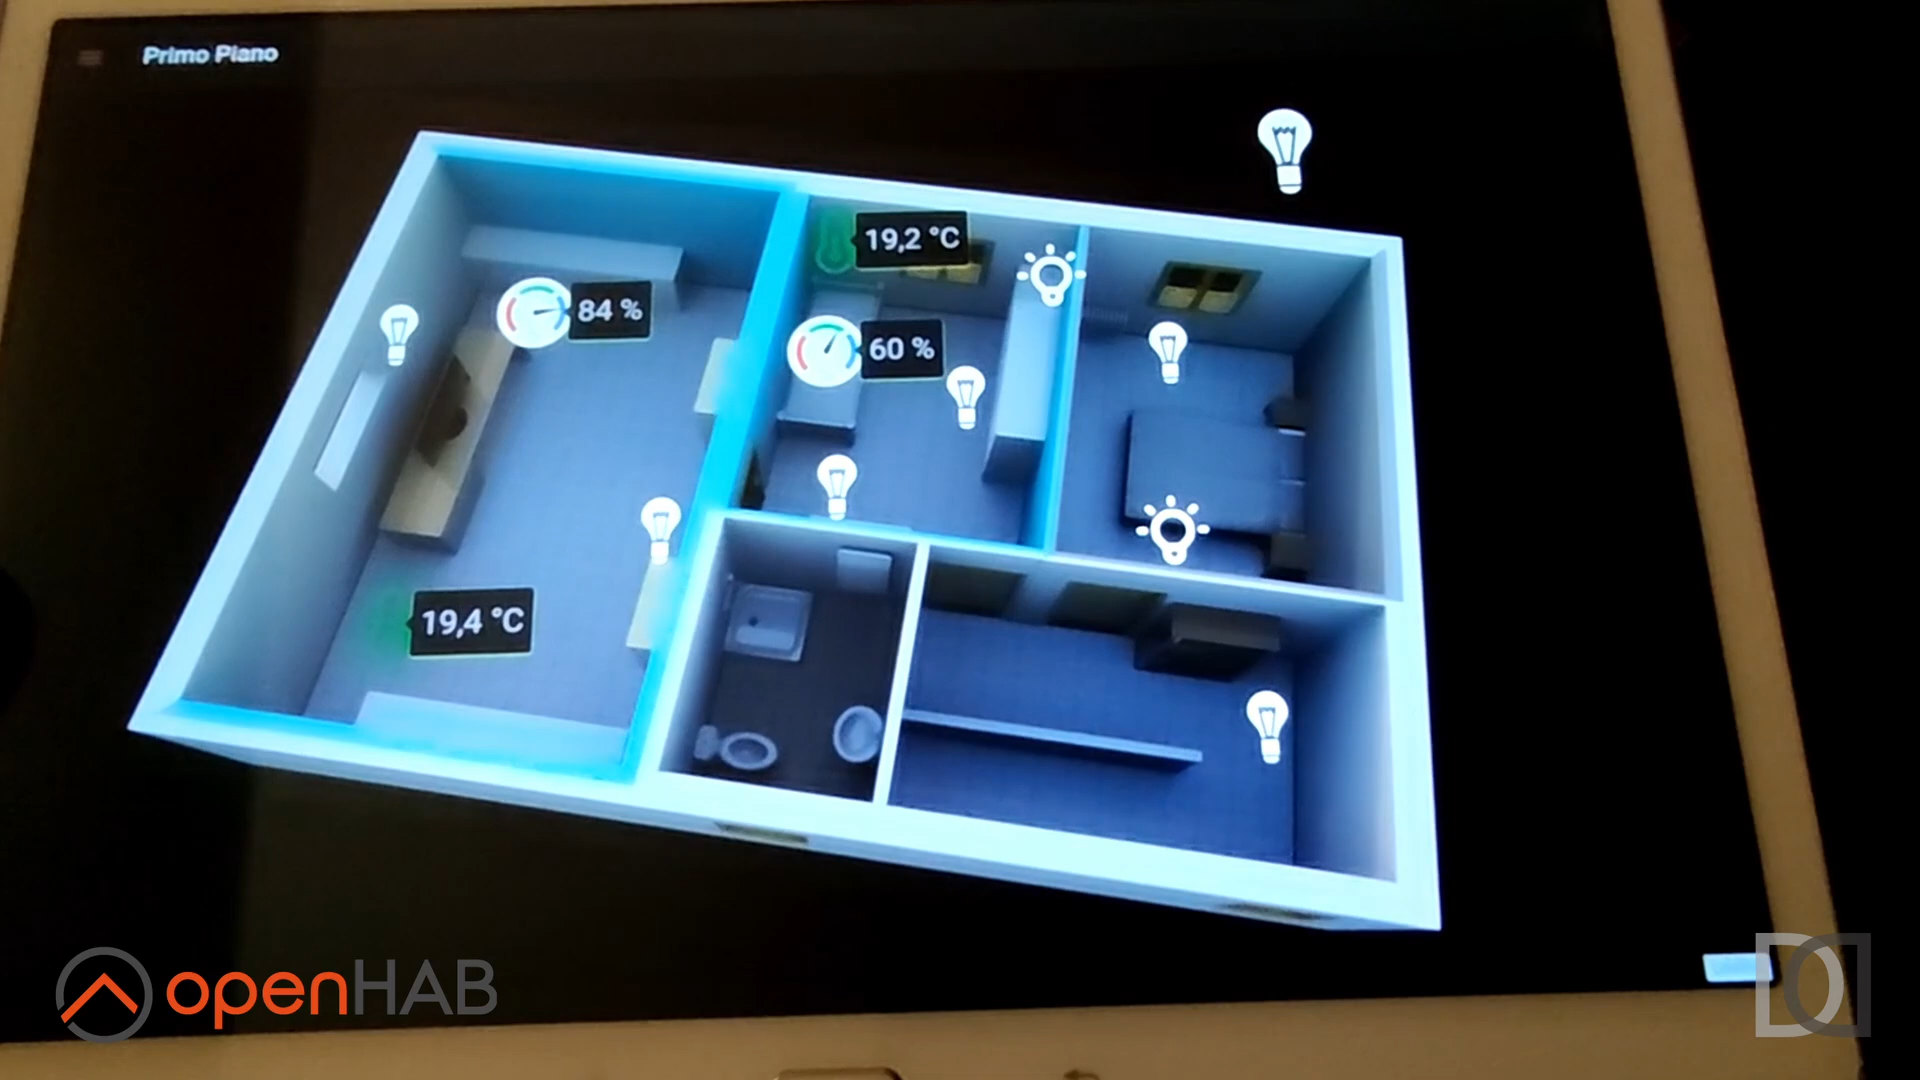 Primo Piano
19,2 °C
84 %
60 %
19,4 °C
openHAB